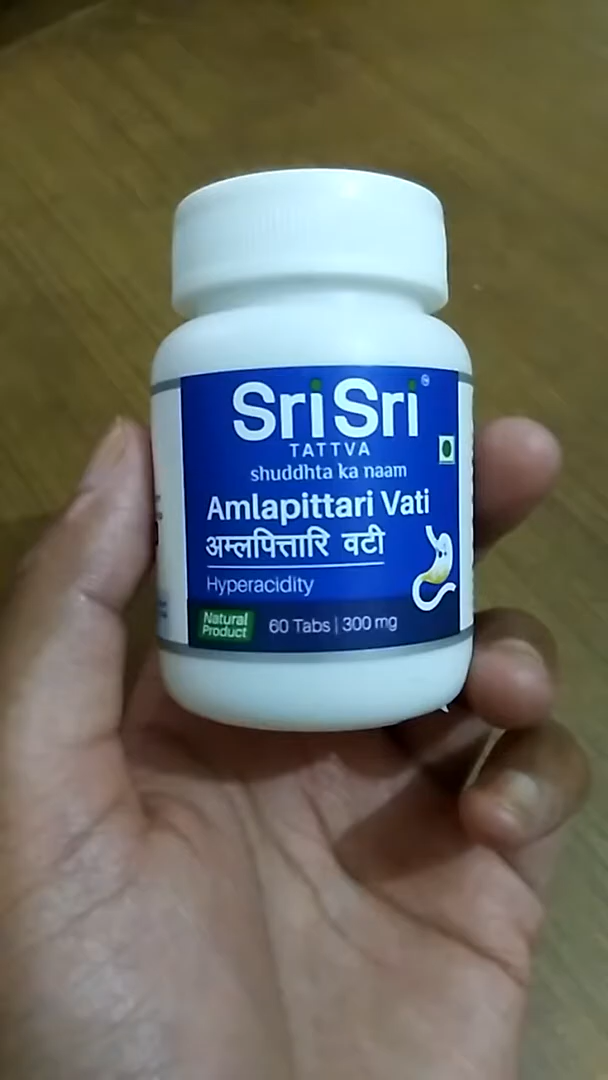 Sri Sri
TATTVA
shuddhta ka naam
Amlapittari Vati
अम्लपित्तारि वटी
Hyperacidity
Natural
Product
60 Tabs | 300 mg